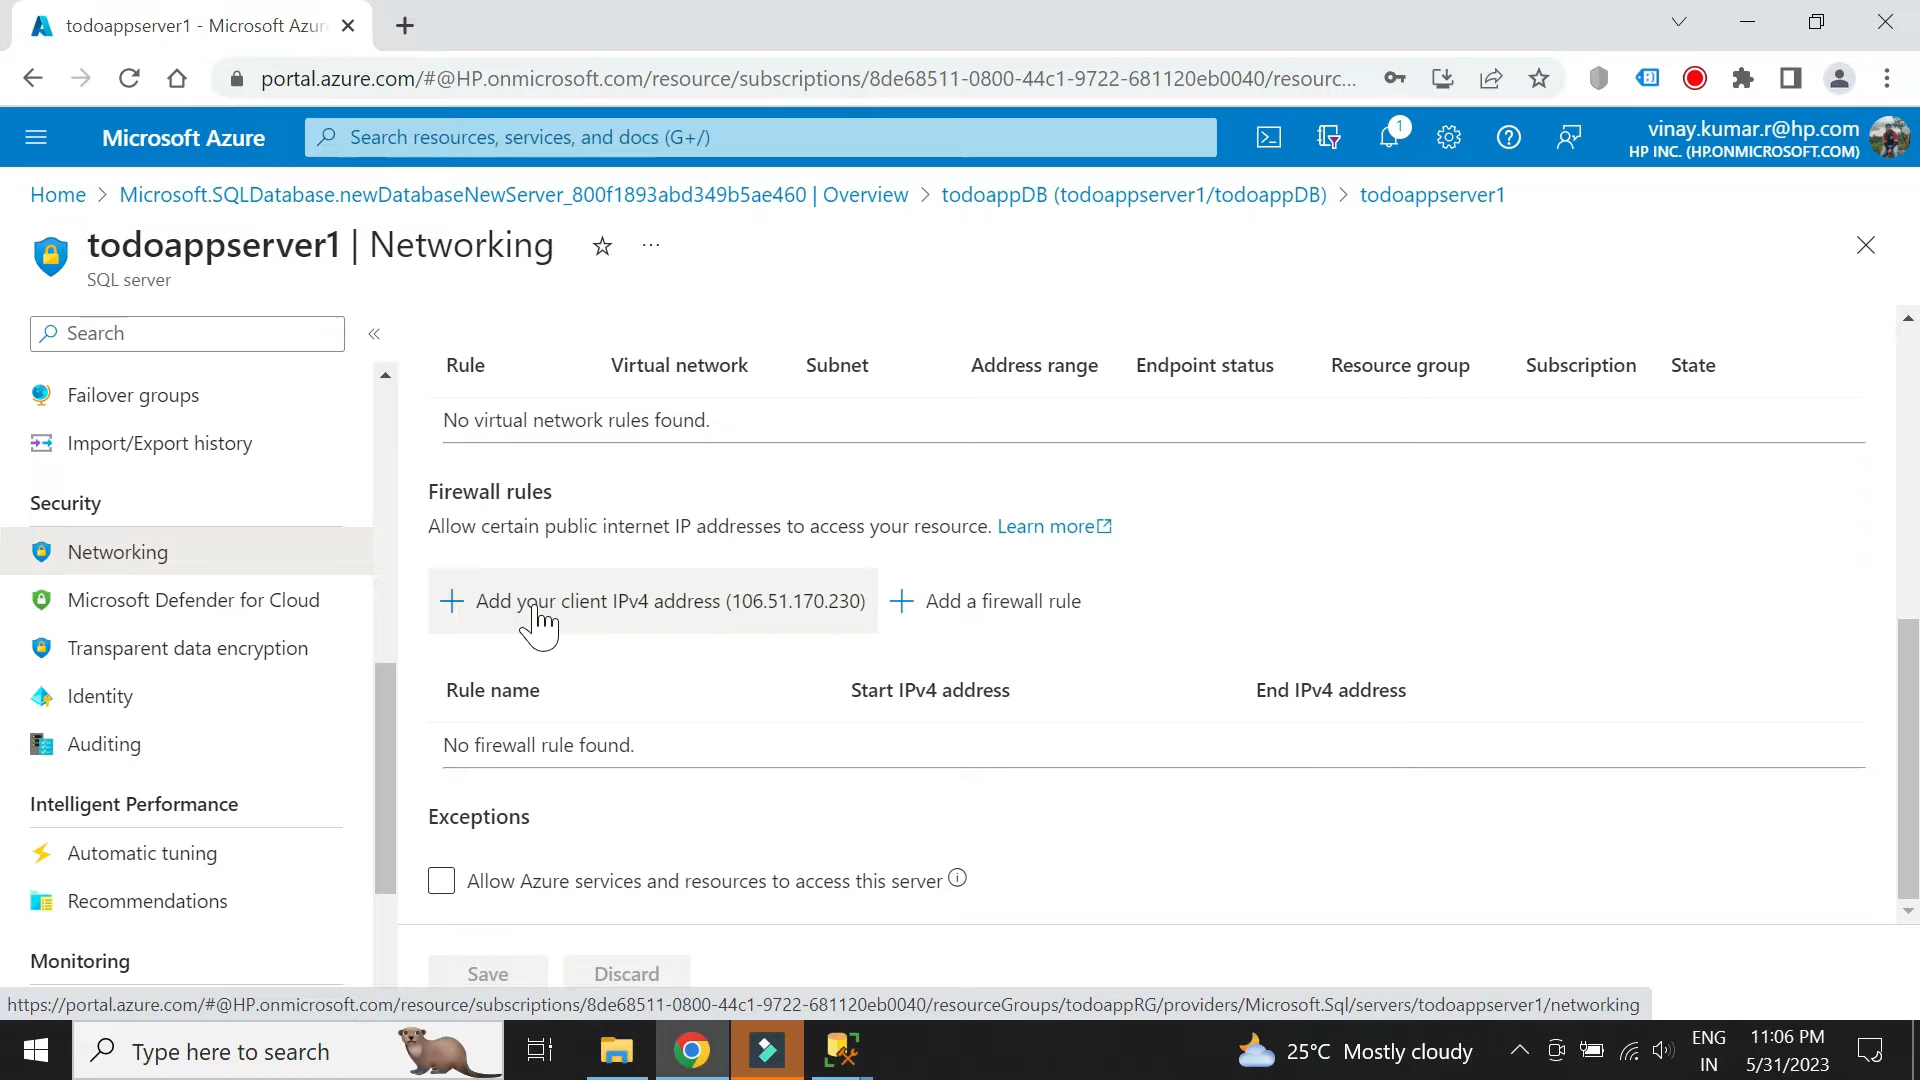 todoappserver1 - Microsoft Azur
portal.azure.com/#@HP.onmicrosoft.com/resource/subscriptions/8de68511-0800-44c1-9722-681120eb0040/resourc...
Microsoft Azure
Search resources, services, and docs (G+/)
1
vinay.kumar.r@hp.com
HP INC. (HP.ONMICROSOFT.COM)
Home > Microsoft.SQLDatabase.newDatabaseNewServer_800f1893abd349b5ae460 | Overview > todoappDB (todoappserver1/todoappDB) > todoappserver1
todoappserver1 | Networking
SQL server
Search
Failover groups
Import/Export history
Security
Networking
Microsoft Defender for Cloud
Transparent data encryption
Identity
Auditing
Intelligent Performance
Automatic tuning
Recommendations
Monitoring
Rule Virtual network Subnet Address range Endpoint status Resource group Subscription State
No virtual network rules found.
Firewall rules
Allow certain public internet IP addresses to access your resource. Learn more
Add your client IPv4 address (106.51.170.230) Add a firewall rule
Rule name Start IPv4 address End IPv4 address
No firewall rule found.
Exceptions
Allow Azure services and resources to access this server
Save Discard
https://portal.azure.com/#@HP.onmicrosoft.com/resource/subscriptions/8de68511-0800-44c1-9722-681120eb0040/resourceGroups/todoappRG/providers/Microsoft.Sql/servers/todoappserver1/networking
Type here to search
25°C Mostly cloudy
ENG
IN
11:06 PM
5/31/2023